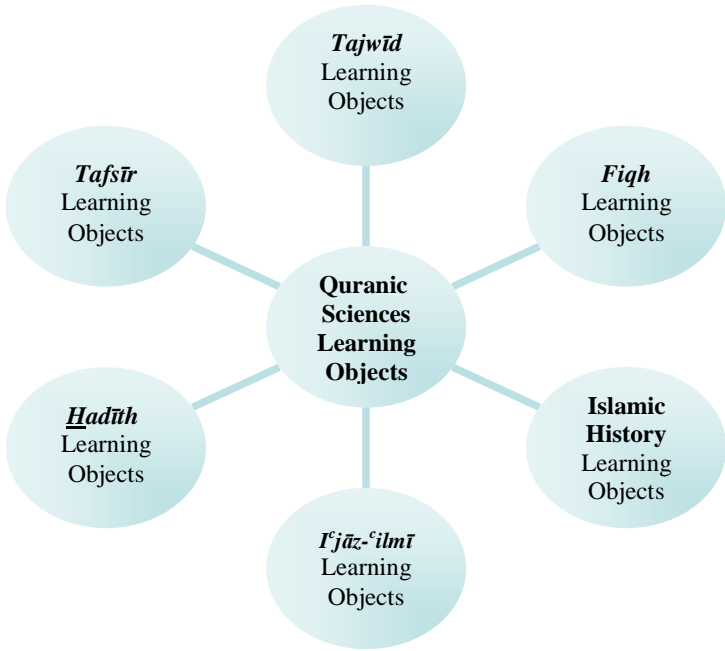 Tajwīd
Learning
Objects
Tafsīr
Learning
Objects
Fiqh
Learning
Objects
Quranic
Sciences
Learning
Objects
Hadīth
Learning
Objects
Islamic
History
Learning
Objects
Iᶜjāz-ᶜilmī
Learning
Objects